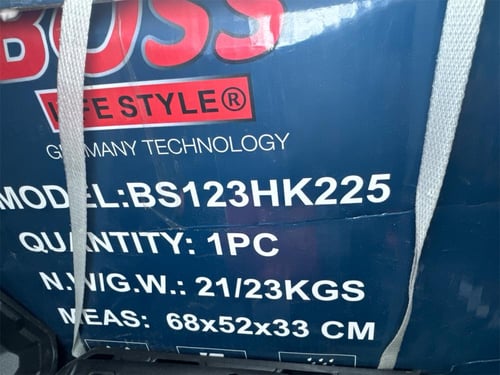 BOSS
LIFE STYLE®
GERMANY TECHNOLOGY
MODEL:BS123HK225
QUANTITY: 1PC
N.W/G.W.: 21/23KGS
MEAS: 68x52x33 CM